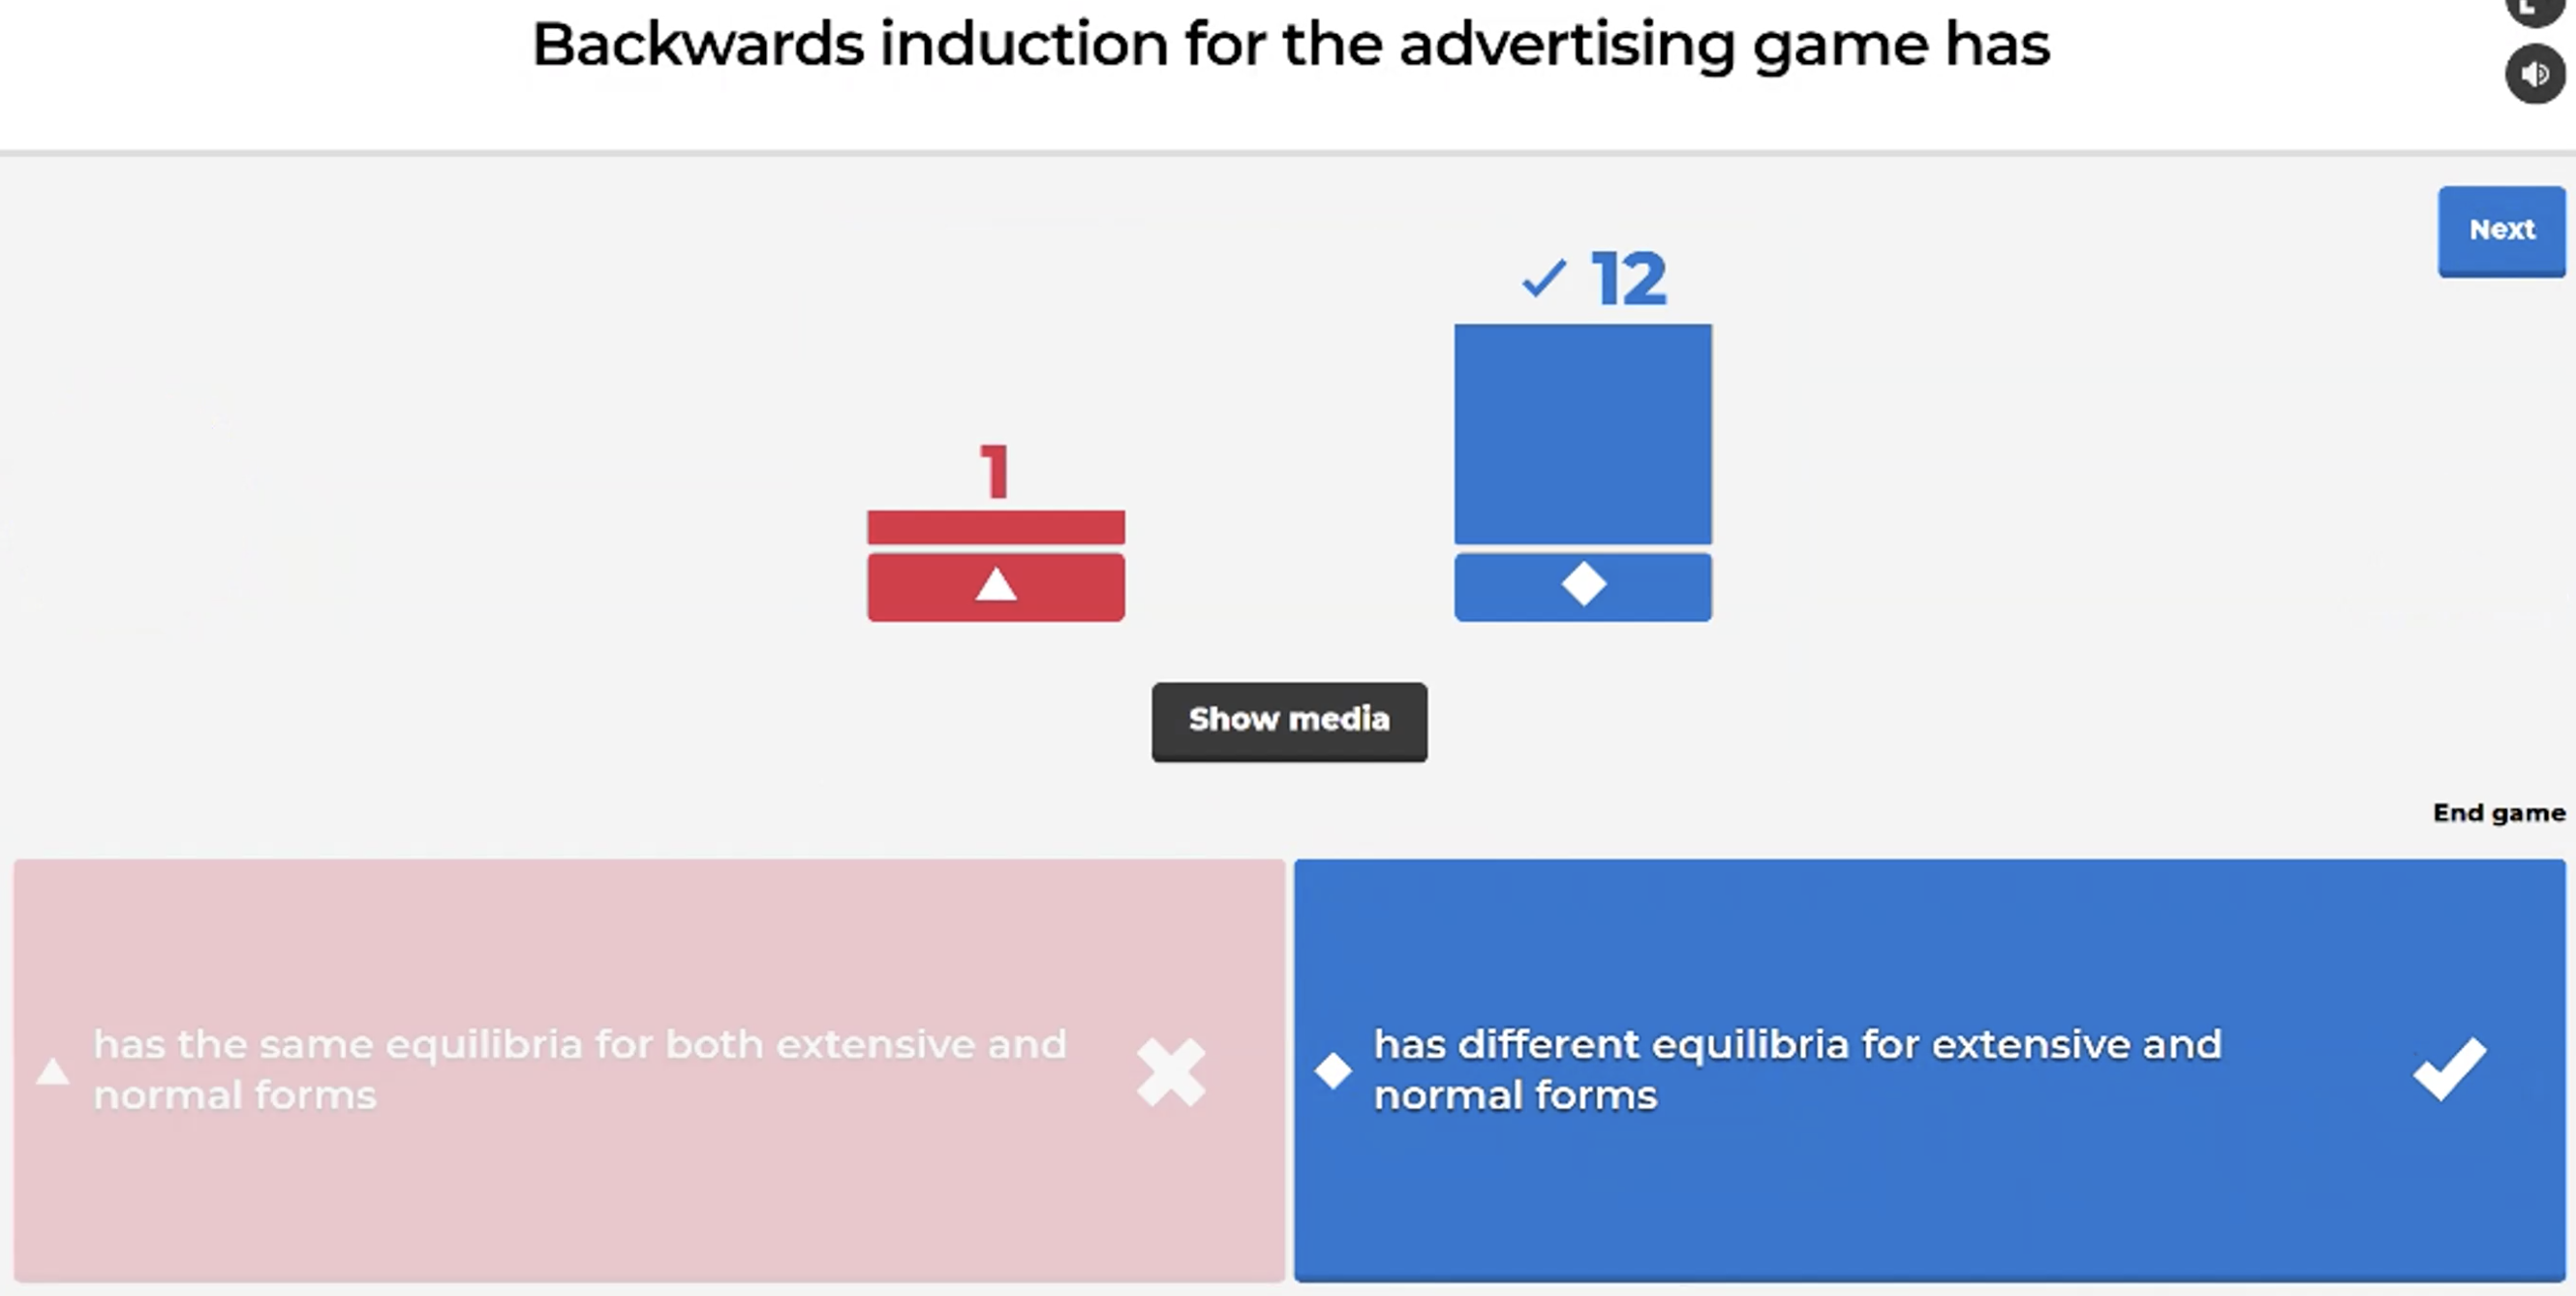 Backwards induction for the advertising game has
Next
12
1
Show media
End game
has the same equilibria for both extensive and
normal forms
has different equilibria for extensive and
normal forms